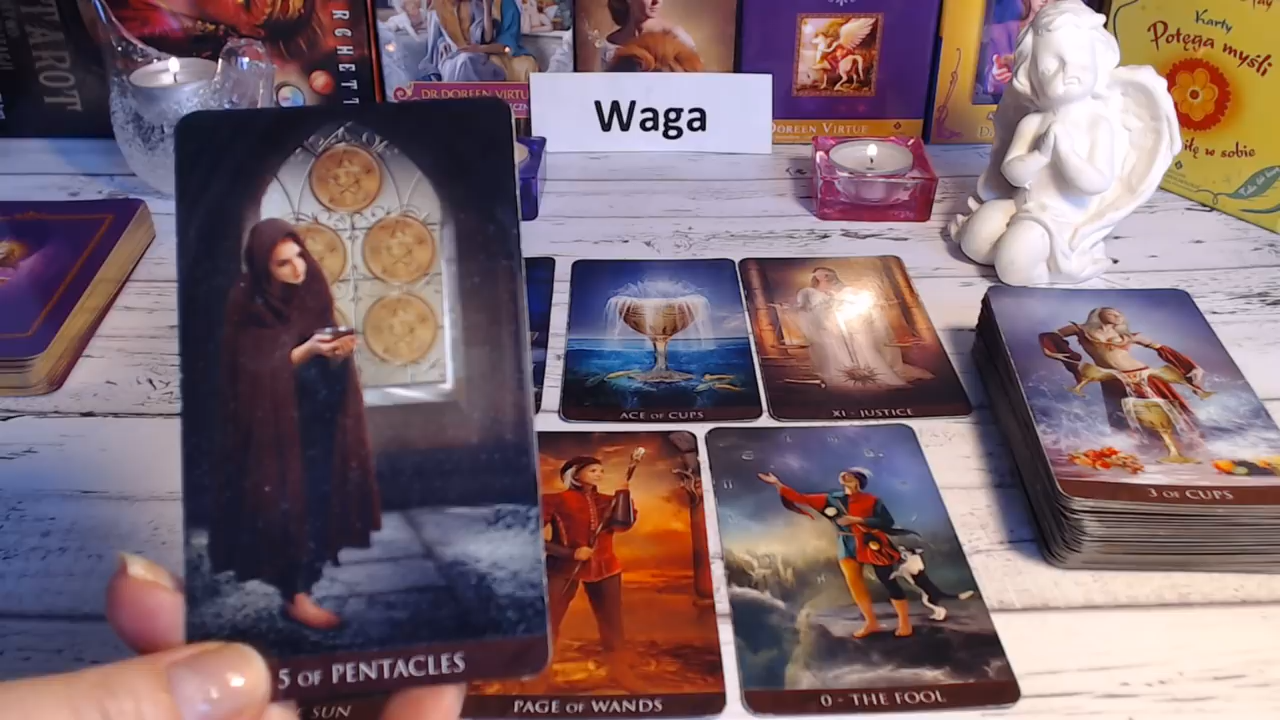 TAROT
DR DOREEN VIRTUE
Waga
DOREEN VIRTUE
Karty
Potęga myśli
w sobie
ACE OF CUPS
XI - JUSTICE
3 OF CUPS
5 OF PENTACLES
SUN
PAGE OF WANDS
0 - THE FOOL